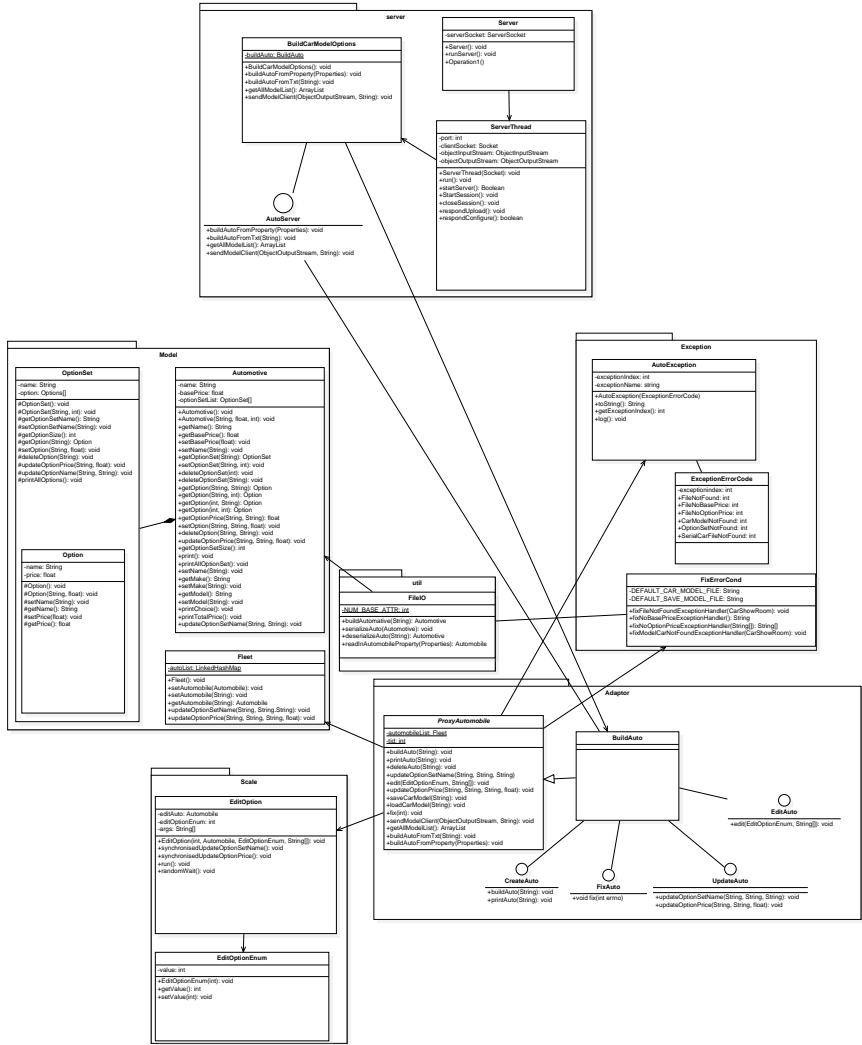 server
BuildCarModelOptions
-buildAuto: BuildAuto
+BuildCarModelOptions(): void
+buildAutoFromProperty(Properties): void
+buildAutoFromTxt(String): void
+getAllModelList(): ArrayList
+sendModelClient(ObjectOutputStream, String): void
Server
-serverSocket: ServerSocket
+Server(): void
+runServer(): void
+Operation1()
ServerThread
-port: int
-clientSocket: Socket
-objectInputStream: ObjectInputStream
-objectOutputStream: ObjectOutputStream
+ServerThread(Socket): void
+run(): void
+startServer(): Boolean
+StartSession(): void
+closeSession(): void
+respondUpload(): void
+respondConfigure(): boolean
AutoServer
+buildAutoFromProperty(Properties): void
+buildAutoFromTxt(String): void
+getAllModelList(): ArrayList
+sendModelClient(ObjectOutputStream, String): void
Model
OptionSet
-name: String
-option: Options[]
#OptionSet(): void
#OptionSet(String, int): void
#getOptionSetName(): String
#setOptionSetName(String): void
#getOptionSize(): int
#getOption(String): Option
#setOption(String, float): void
#deleteOption(String): void
#updateOptionPrice(String, float): void
#updateOptionName(String, String): void
#printAllOptions(): void
Option
-name: String
-price: float
#Option(): void
#Option(String, float): void
#setName(String): void
#getName(): String
#setPrice(float): void
#getPrice(): float
Automotive
-name: String
-basePrice: float
-optionSetList: OptionSet[]
+Automotive(): void
+Automotive(String, float, int): void
+getName(): String
+getBasePrice(): float
+setBasePrice(float): void
+setName(String): void
+getOptionSet(String): OptionSet
+setOptionSet(String, int): void
+deleteOptionSet(int): void
+deleteOptionSet(String): void
+getOption(String, String): Option
+getOption(String, int): Option
+getOption(int, String): Option
+getOption(int, int): Option
+getOptionPrice(String, String): float
+setOption(String, String, float): void
+deleteOption(String, String): void
+updateOptionPrice(String, String, float): void
+getOptionSetSize(): int
+print(): void
+printAllOptionSet(): void
+setName(String): void
+getMake(): String
+setMake(String): void
+getModel(): String
+setModel(String): void
+printChoice(): void
+printTotalPrice(): void
+updateOptionSetName(String, String): void
Fleet
-autoList: LinkedHashMap
+Fleet(): void
+setAutomobile(Automobile): void
+setAutomobile(String): void
+getAutomobile(String): Automobile
+updateOptionSetName(String, String,String): void
+updateOptionPrice(String, String, String, float): void
util
FileIO
-NUM_BASE_ATTR: int
+buildAutomative(String): Automotive
+serializeAuto(Automotive): void
+deserializeAuto(String): Automotive
+readInAutomobileProperty(Properties): Automobile
Exception
AutoException
-exceptionIndex: int
-exceptionName: string
+AutoException(ExceptionErrorCode)
+toString(): String
+getExceptionIndex(): int
+log(): void
ExceptionErrorCode
-exceptionindex: int
+FileNotFound: int
+FileNoBasePrice: int
+FileNoOptionPrice: int
+CarModelNotFound: int
+OptionSetNotFound: int
+SerialCarFileNotFound: int
FixErrorCond
-DEFAULT_CAR_MODEL_FILE: String
-DEFAULT_SAVE_MODEL_FILE: String
+fixFileNotFoundExceptionHandler(CarShowRoom): void
+fixNoBasePriceExceptionHandler(): String
+fixNoOptionPriceExceptionHandler(String[]): String[]
+fixModelCarNotFoundExceptionHandler(CarShowRoom): void
Adaptor
ProxyAutomobile
-automobileList: Fleet
-tid: int
+buildAuto(String): void
+printAuto(String): void
+deleteAuto(String): void
+updateOptionSetName(String, String, String)
+edit(EditOptionEnum, String[]): void
+updateOptionPrice(String, String, String, float): void
+saveCarModel(String): void
+loadCarModel(String): void
+fix(int): void
+sendModelClient(ObjectOutputStream, String): void
+getAllModelList(): ArrayList
+buildAutoFromTxt(String): void
+buildAutoFromProperty(Properties): void
BuildAuto
EditAuto
+edit(EditOptionEnum, String[]): void
CreateAuto
+buildAuto(String): void
+printAuto(String): void
FixAuto
+void fix(int errno)
UpdateAuto
+updateOptionSetName(String, String, String): void
+updateOptionPrice(String, String, float): void
Scale
EditOption
-editAuto: Automobile
-editOptionEnum: int
-args: String[]
+EditOption(int, Automobile, EditOptionEnum, String[]): void
+synchronisedUpdateOptionSetName(): void
+synchronisedUpdateOptionPrice(): void
+run(): void
+randomWait(): void
EditOptionEnum
-value: int
+EditOptionEnum(int): void
+getValue(): int
+setValue(int): void